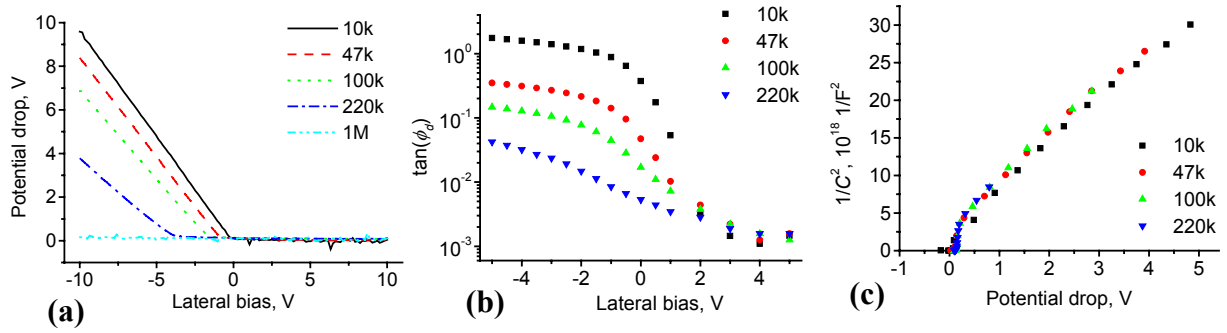 Potential drop, V
10
8
6
4
2
0
-10
-5
0
5
10
Lateral bias, V
10k
47k
100k
220k
1M
(a)
tan(ϕd)
10^0
10^-1
10^-2
10^-3
-4
-2
0
2
4
Lateral bias, V
10k
47k
100k
220k
(b)
1/C^2, 10^18 1/F^2
30
25
20
15
10
5
0
-1
0
1
2
3
4
5
Potential drop, V
10k
47k
100k
220k
(c)